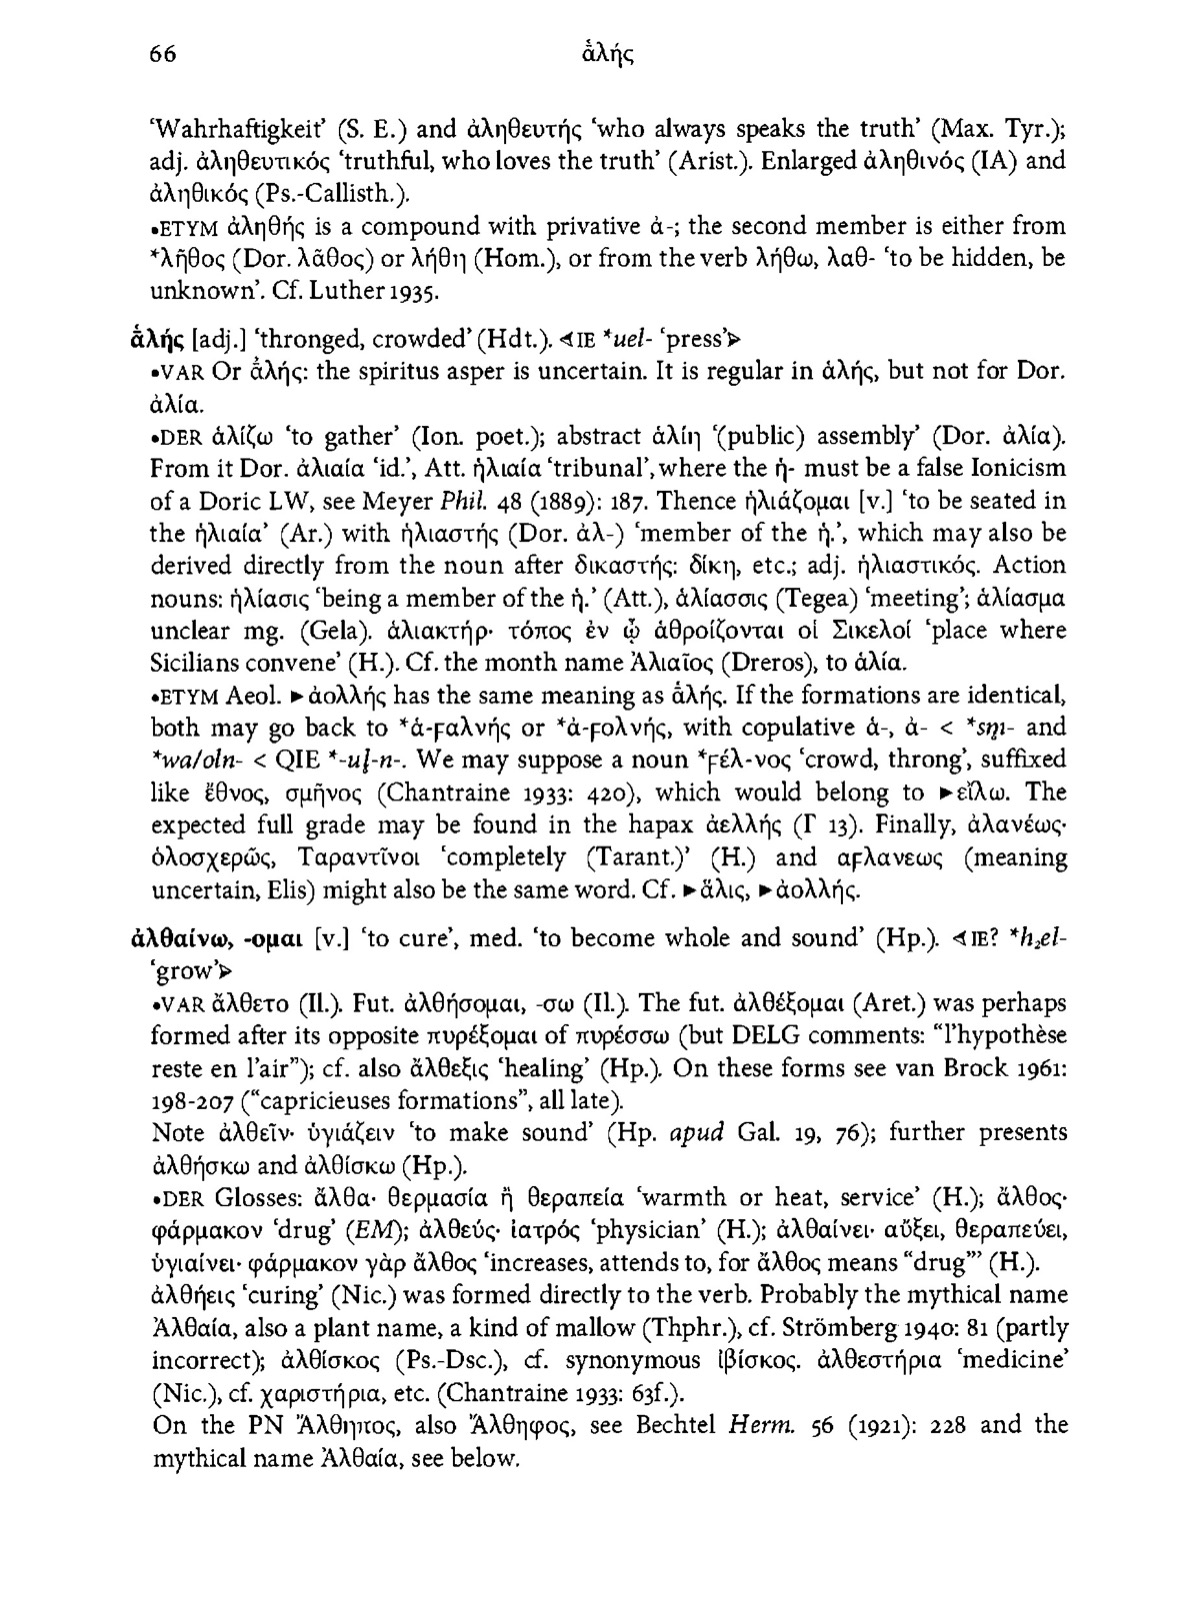 66 ἁ̄λής
‘Wahrhaftigkeit’ (S. E.) and ἀληθευτής ‘who always speaks the truth’ (Max. Tyr.);
adj. ἀληθευτικός ‘truthful, who loves the truth’ (Arist.). Enlarged ἀληθινός (IA) and
ἀληθικός (Ps.-Callisth.).
•ETYM ἀληθής is a compound with privative ἀ-; the second member is either from
*λῆθος (Dor. λᾶθος) or λήθη (Hom.), or from the verb λήθω, λαθ- ‘to be hidden, be
unknown’. Cf. Luther 1935.
ἁ̄λής [adj.] ‘thronged, crowded’ (Hdt.). ⊲IE *uel- ‘press’⊳
•VAR Or ἀ̄λής: the spiritus asper is uncertain. It is regular in ἁλής, but not for Dor.
ἁλία.
•DER ἁλίζω ‘to gather’ (Ion. poet.); abstract ἁλίη ‘(public) assembly’ (Dor. ἁλία).
From it Dor. ἁλιαία ‘id.’, Att. ἡλιαία ‘tribunal’, where the ἡ- must be a false Ionicism
of a Doric LW, see Meyer Phil. 48 (1889): 187. Thence ἡλιάζομαι [v.] ‘to be seated in
the ἡλιαία’ (Ar.) with ἡλιαστής (Dor. ἀλ-) ‘member of the ἡ.’, which may also be
derived directly from the noun after δικαστής: δίκη, etc.; adj. ἡλιαστικός. Action
nouns: ἡλίασις ‘being a member of the ἡ.’ (Att.), ἁλίασσις (Tegea) ‘meeting’; ἁλίασμα
unclear mg. (Gela). ἁλιακτήρ· τόπος ἐν ᾧ ἀθροίζονται οἱ Σικελοί ‘place where
Sicilians convene’ (H.). Cf. the month name Ἁλιαῖος (Dreros), to ἁλία.
•ETYM Aeol. ►ἀολλής has the same meaning as ἁ̄λής. If the formations are identical,
both may go back to *ἁ-ϝαλνής or *ἀ-ϝολνής, with copulative ἁ-, ἀ- < *sm̥- and
*wa/oln- < QIE *-ul̥-n-. We may suppose a noun *ϝέλ-νος ‘crowd, throng’, suffixed
like ἔθνος, σμῆνος (Chantraine 1933: 420), which would belong to ►εἴλω. The
expected full grade may be found in the hapax ἀελλής (Γ 13). Finally, ἀλανέως·
ὁλοσχερῶς, Ταραντῖνοι ‘completely (Tarant.)’ (H.) and αϝλανεως (meaning
uncertain, Elis) might also be the same word. Cf. ►ἅλις, ►ἀολλής.
ἀλθαίνω, -ομαι [v.] ‘to cure’, med. ‘to become whole and sound’ (Hp.). ⊲IE? *h₂el-
‘grow’⊳
•VAR ἄλθετο (Il.). Fut. ἀλθήσομαι, -σω (Il.). The fut. ἀλθέξομαι (Aret.) was perhaps
formed after its opposite πυρέξομαι of πυρέσσω (but DELG comments: “l’hypothèse
reste en l’air”); cf. also ἄλθεξις ‘healing’ (Hp.). On these forms see van Brock 1961:
198-207 (“capricieuses formations”, all late).
Note ἀλθεῖν· ὑγιάζειν ‘to make sound’ (Hp. apud Gal. 19, 76); further presents
ἀλθήσκω and ἀλθίσκω (Hp.).
•DER Glosses: ἄλθα· θερμασία ἢ θεραπεία ‘warmth or heat, service’ (H.); ἄλθος·
φάρμακον ‘drug’ (EM); ἀλθεύς· ἰατρός ‘physician’ (H.); ἀλθαίνει· αὔξει, θεραπεύει,
ὑγιαίνει· φάρμακον γὰρ ἄλθος ‘increases, attends to, for ἄλθος means “drug”’ (H.).
ἀλθήεις ‘curing’ (Nic.) was formed directly to the verb. Probably the mythical name
Ἀλθαία, also a plant name, a kind of mallow (Thphr.), cf. Strömberg 1940: 81 (partly
incorrect); ἀλθίσκος (Ps.-Dsc.), cf. synonymous ἰβίσκος. ἀλθεστήρια ‘medicine’
(Nic.), cf. χαριστήρια, etc. (Chantraine 1933: 63f.).
On the PN Ἄλθηπος, also Ἄλθηφος, see Bechtel Herm. 56 (1921): 228 and the
mythical name Ἀλθαία, see below.